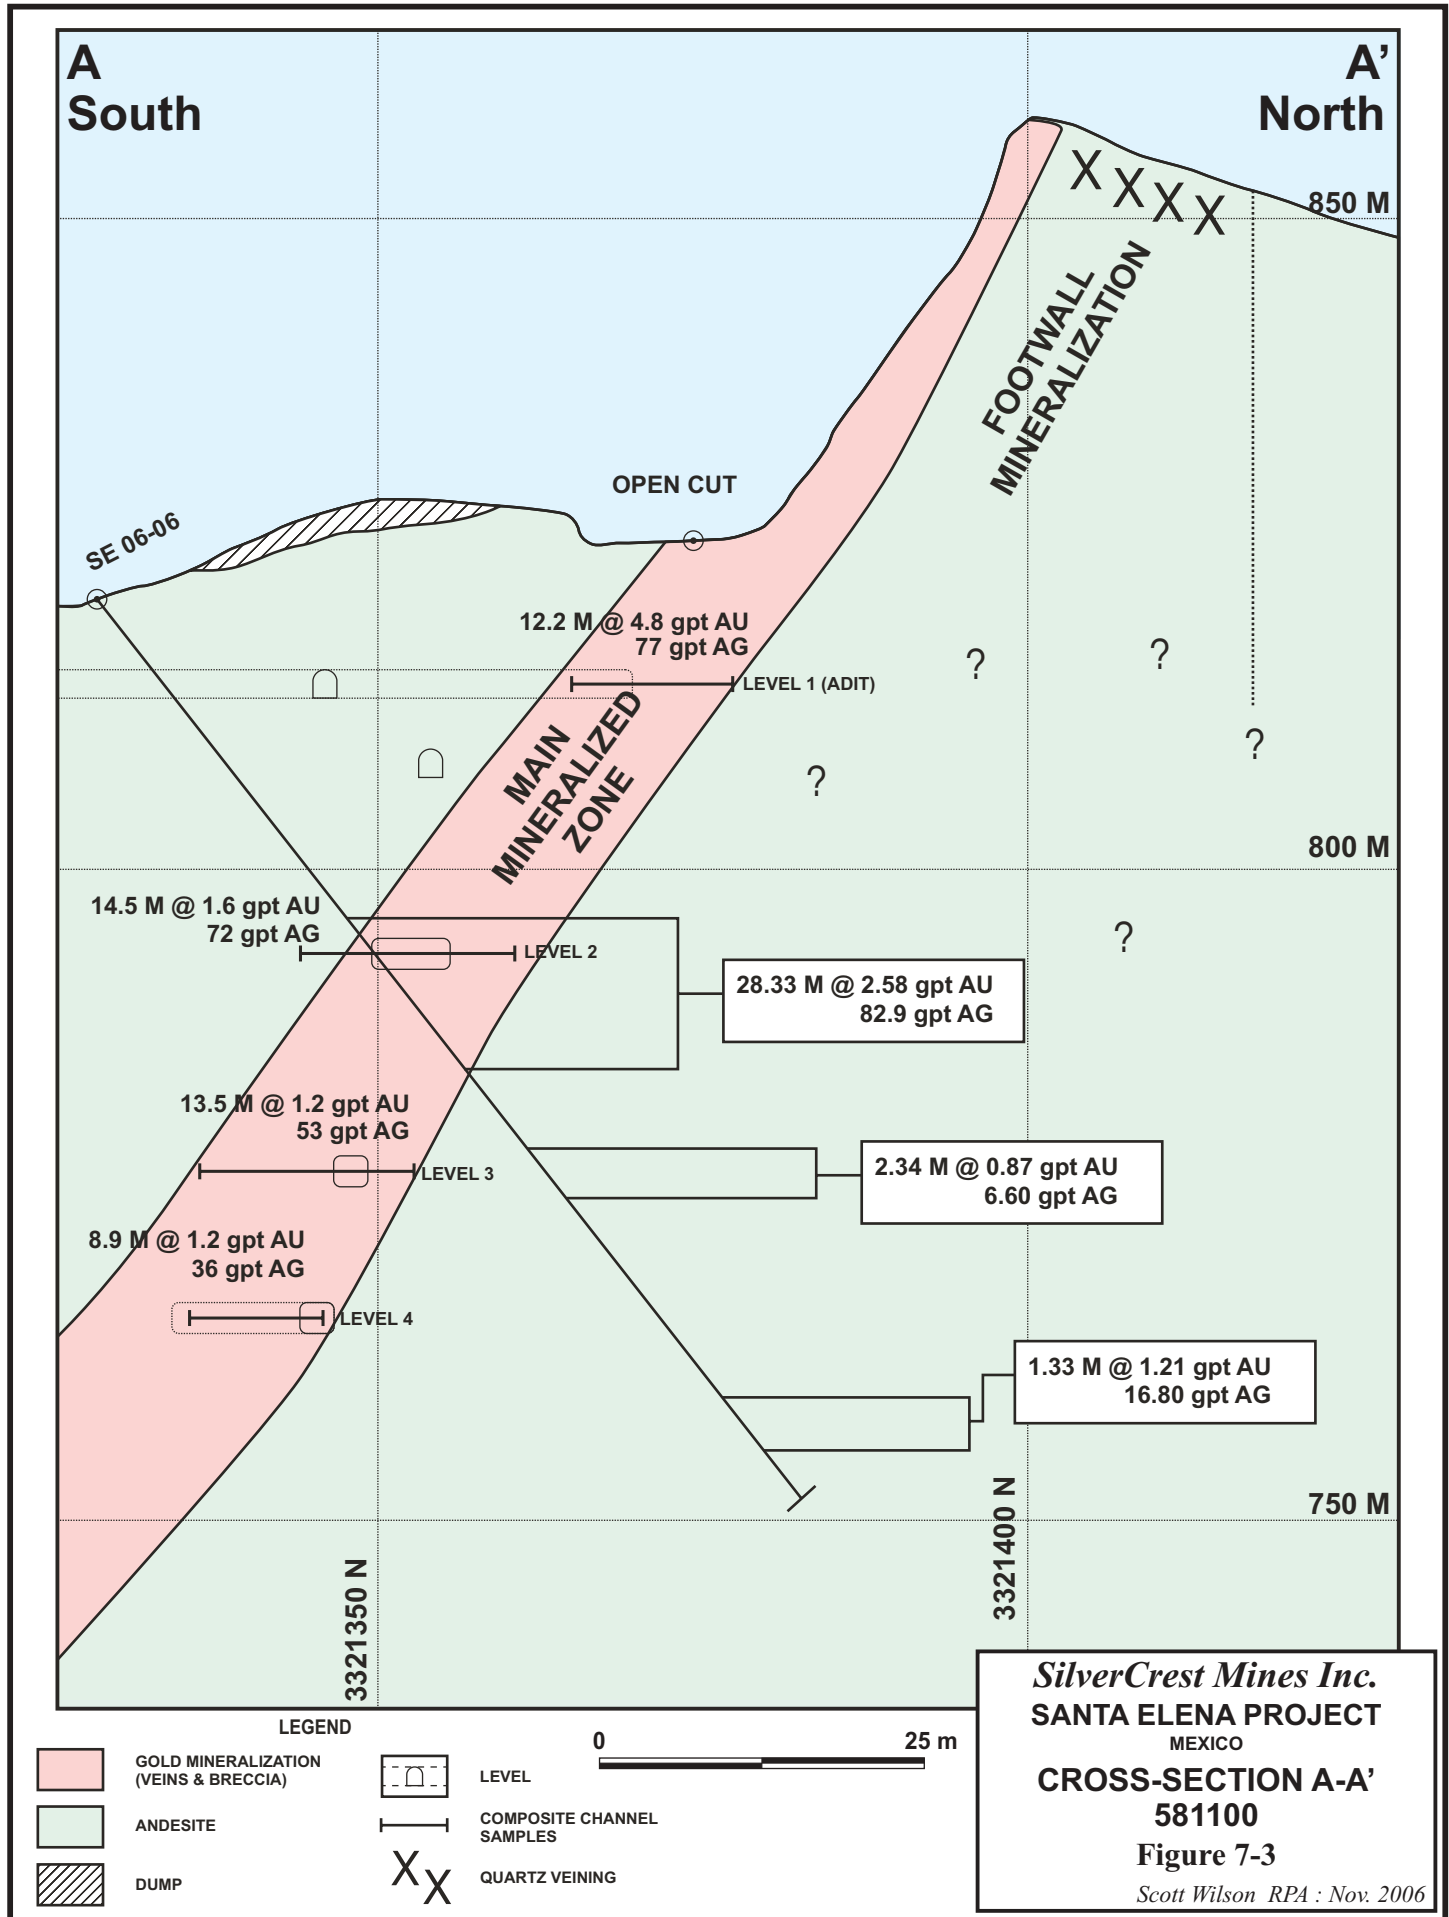 A
South
A'
North
850 M
FOOTWALL
MINERALIZATION
OPEN CUT
SE 06-06
12.2 M @ 4.8 gpt AU
77 gpt AG
LEVEL 1 (ADIT)
?
?
?
?
MAIN
MINERALIZED
ZONE
800 M
14.5 M @ 1.6 gpt AU
72 gpt AG
LEVEL 2
?
28.33 M @ 2.58 gpt AU
82.9 gpt AG
13.5 M @ 1.2 gpt AU
53 gpt AG
LEVEL 3
2.34 M @ 0.87 gpt AU
6.60 gpt AG
8.9 M @ 1.2 gpt AU
36 gpt AG
LEVEL 4
1.33 M @ 1.21 gpt AU
16.80 gpt AG
750 M
3321350 N
3321400 N
LEGEND
GOLD MINERALIZATION
(VEINS & BRECCIA)
ANDESITE
DUMP
LEVEL
COMPOSITE CHANNEL
SAMPLES
QUARTZ VEINING
0
25 m
SilverCrest Mines Inc.
SANTA ELENA PROJECT
MEXICO
CROSS-SECTION A-A'
581100
Figure 7-3
Scott Wilson RPA : Nov. 2006